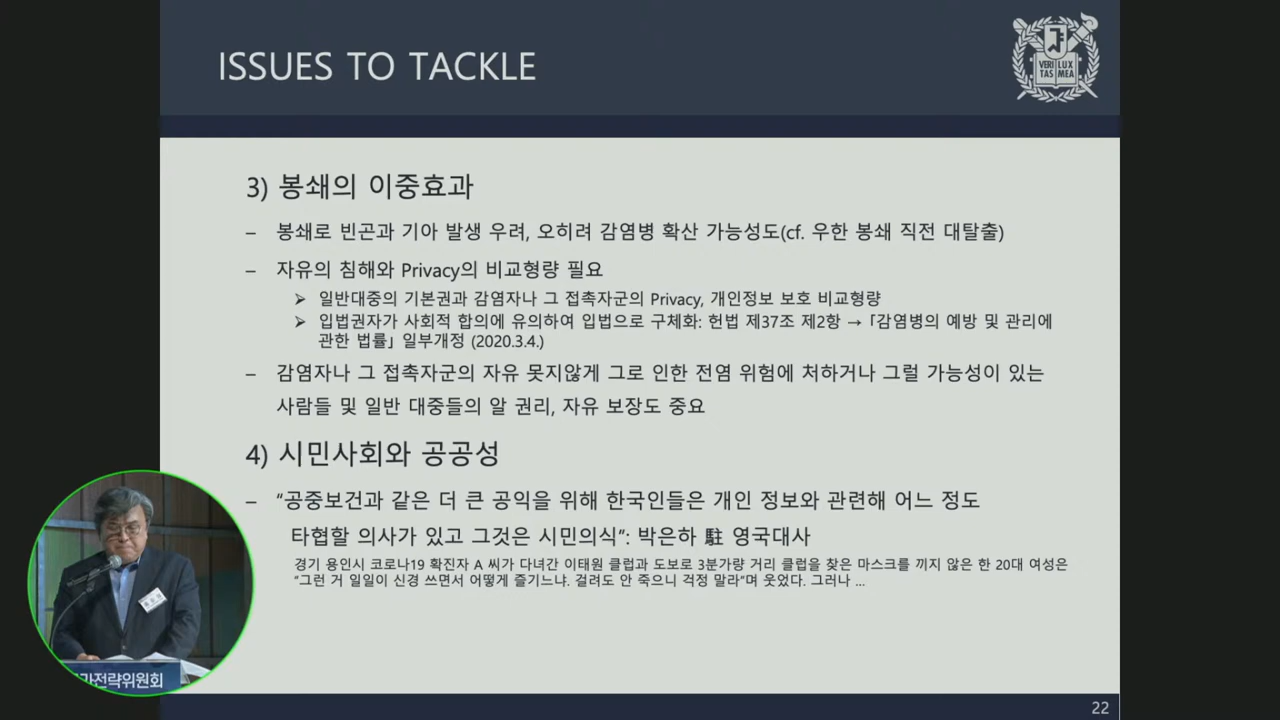 ISSUES TO TACKLE
VERI LUX
TAS MEA
3) 봉쇄의 이중효과
– 봉쇄로 빈곤과 기아 발생 우려, 오히려 감염병 확산 가능성도(cf. 우한 봉쇄 직전 대탈출)
– 자유의 침해와 Privacy의 비교형량 필요
➢ 일반대중의 기본권과 감염자나 그 접촉자군의 Privacy, 개인정보 보호 비교형량
➢ 입법권자가 사회적 합의에 유의하여 입법으로 구체화: 헌법 제37조 제2항 → 「감염병의 예방 및 관리에
관한 법률」 일부개정 (2020.3.4.)
– 감염자나 그 접촉자군의 자유 못지않게 그로 인한 전염 위험에 처하거나 그럴 가능성이 있는
사람들 및 일반 대중들의 알 권리, 자유 보장도 중요
4) 시민사회와 공공성
– “공중보건과 같은 더 큰 공익을 위해 한국인들은 개인 정보와 관련해 어느 정도
타협할 의사가 있고 그것은 시민의식”: 박은하 駐 영국대사
경기 용인시 코로나19 확진자 A 씨가 다녀간 이태원 클럽과 도보로 3분가량 거리 클럽을 찾은 마스크를 끼지 않은 한 20대 여성은
“그런 거 일일이 신경 쓰면서 어떻게 즐기느냐. 걸려도 안 죽으니 걱정 말라”며 웃었다. 그러나 ...
가전략위원회
22